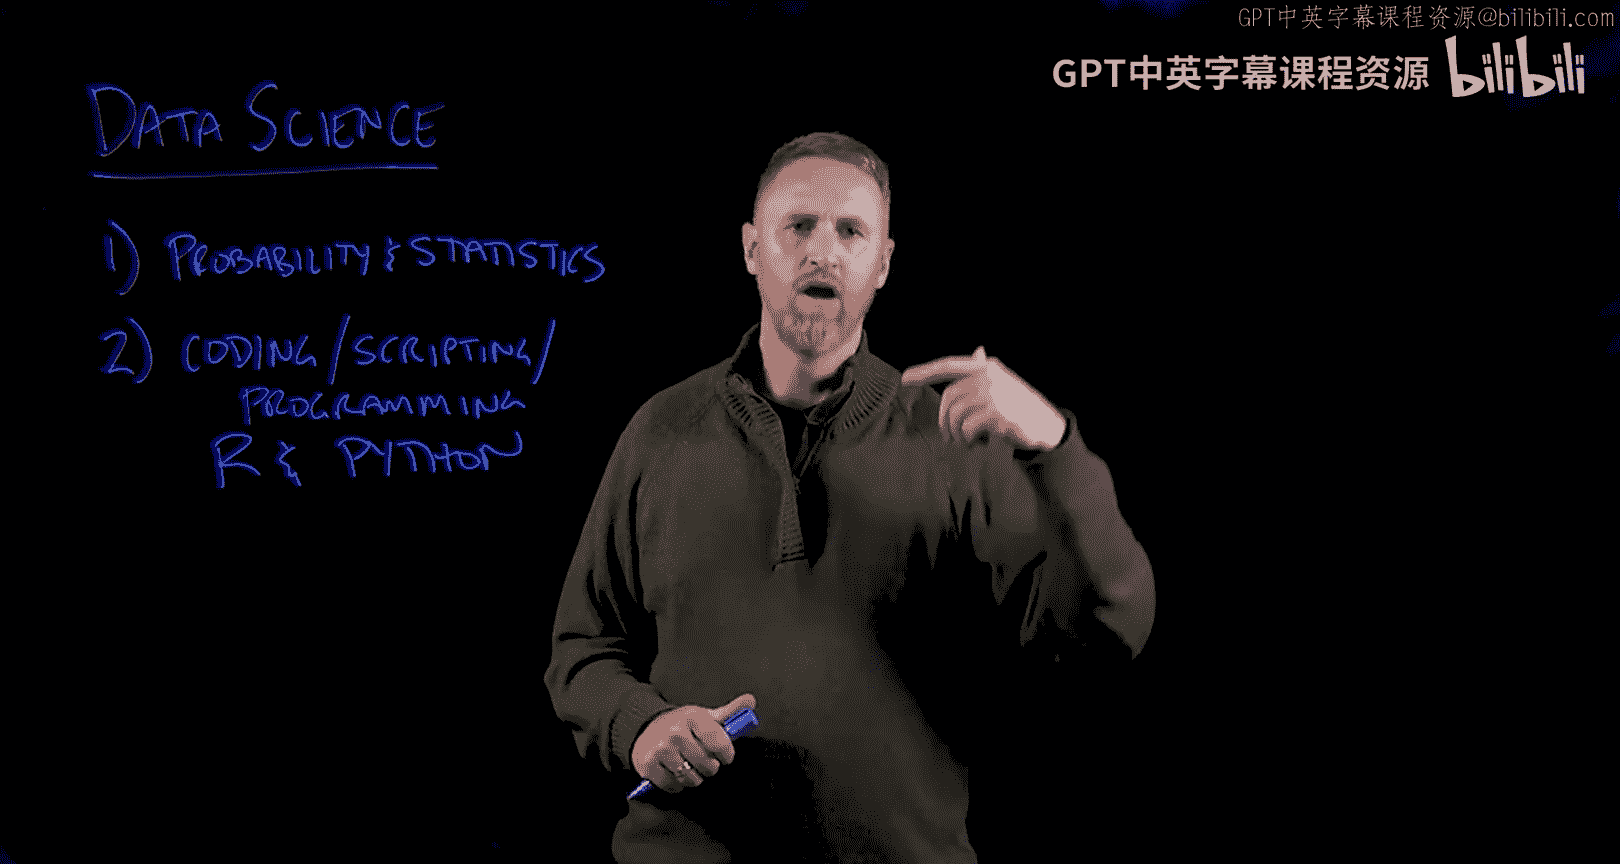 GPT中英字幕课程资源@bilibili.com
GPT中英字幕课程资源 bilibili
DATA SCIENCE
1) PROBABILITY & STATISTICS
2) CODING/SCRIPTING/
PROGRAMMING
R & PYTHON